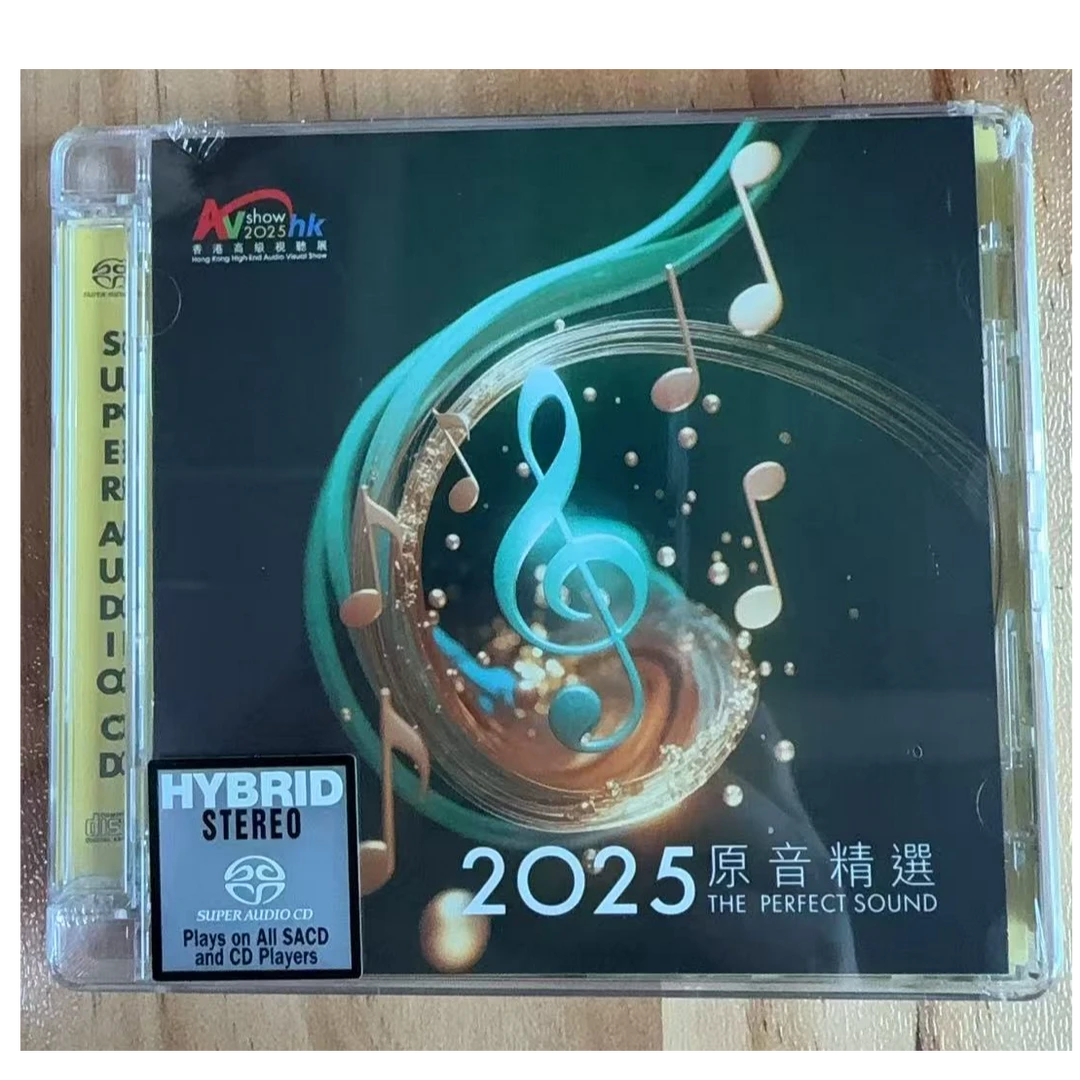 AV show 2025 hk
香港高級視聽展
Hong Kong High-End Audio Visual Show
SUPER AUDIO CD
HYBRID
STEREO
SUPER AUDIO CD
Plays on All SACD
and CD Players
2025 原音精選
THE PERFECT SOUND